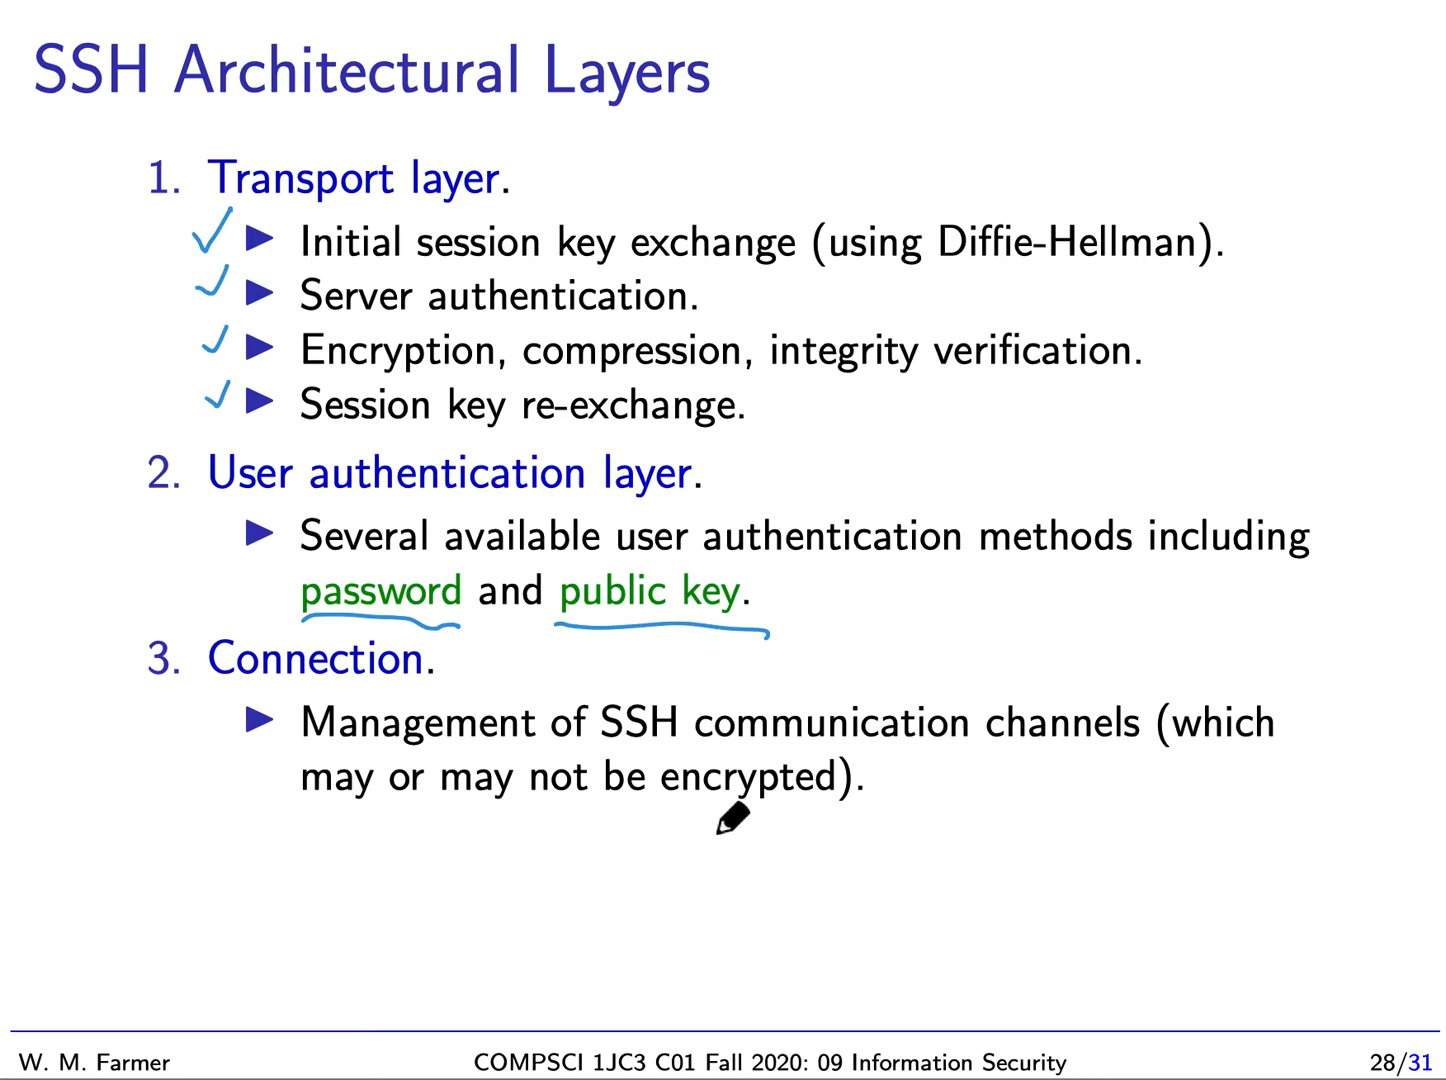 SSH Architectural Layers
1. Transport layer.
▶ Initial session key exchange (using Diffie-Hellman).
▶ Server authentication.
▶ Encryption, compression, integrity verification.
▶ Session key re-exchange.
2. User authentication layer.
▶ Several available user authentication methods including
password and public key.
3. Connection.
▶ Management of SSH communication channels (which
may or may not be encrypted).
W. M. Farmer COMPSCI 1JC3 C01 Fall 2020: 09 Information Security 28/31